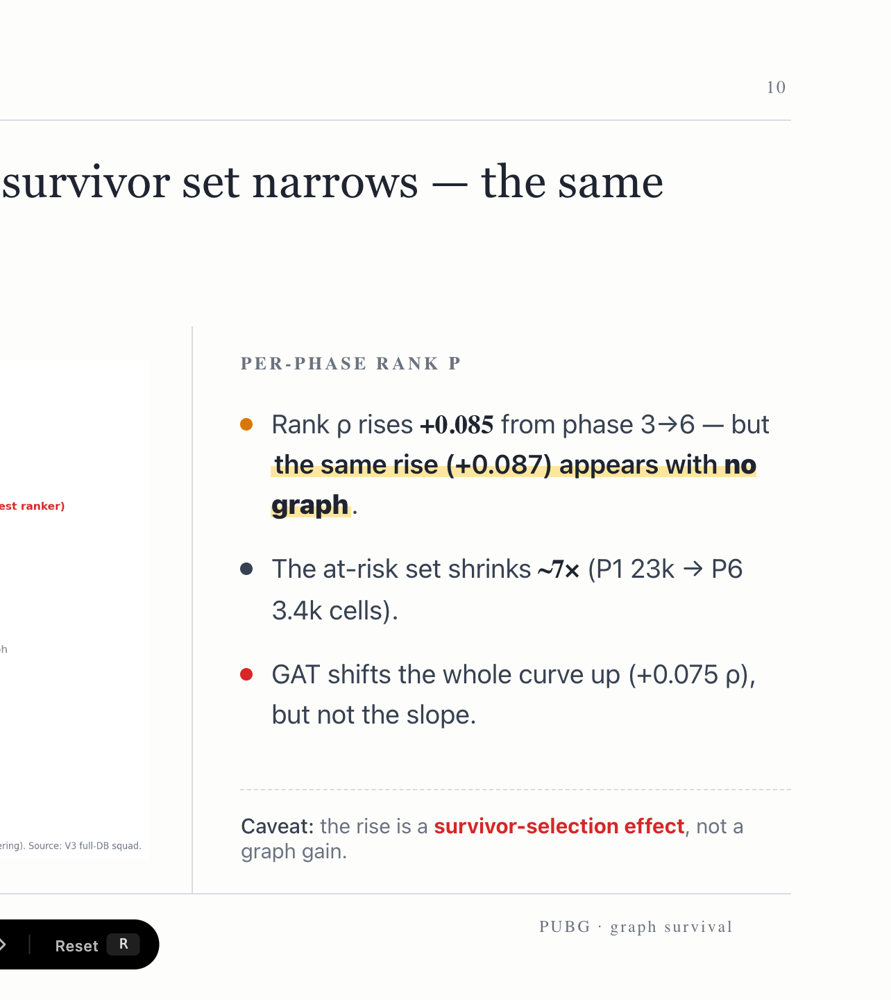 10
survivor set narrows — the same
PER-PHASE RANK Ρ
Rank ρ rises +0.085 from phase 3→6 — but
the same rise (+0.087) appears with no
graph.
est ranker)
The at-risk set shrinks ~7× (P1 23k → P6
3.4k cells).
ph
GAT shifts the whole curve up (+0.075 ρ),
but not the slope.
Caveat: the rise is a survivor-selection effect, not a
graph gain.
ering). Source: V3 full-DB squad.
PUBG · graph survival
Reset R